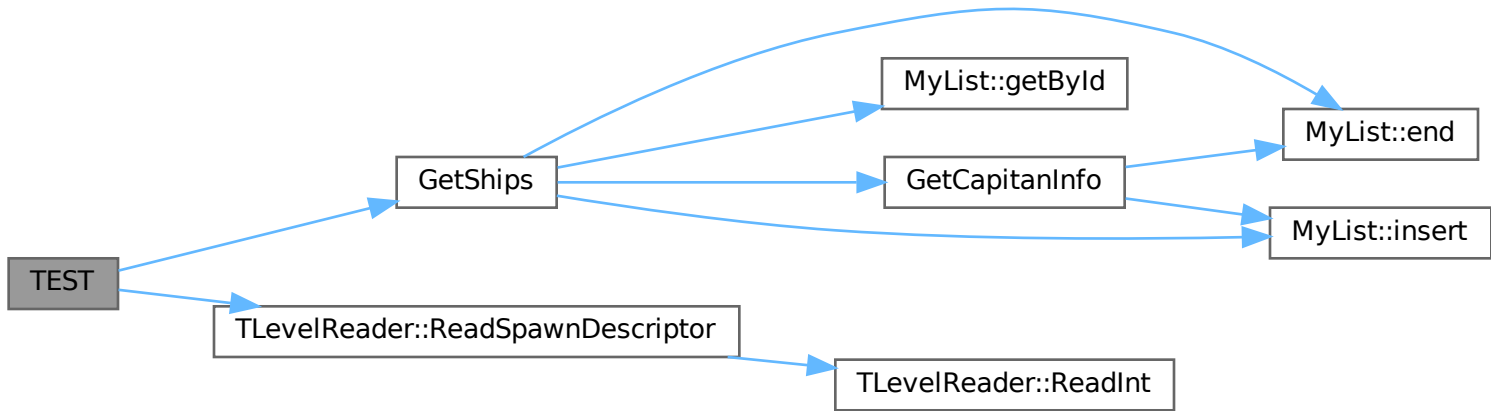 MyList::getById
MyList::end
GetShips
GetCapitanInfo
MyList::insert
TEST
TLevelReader::ReadSpawnDescriptor
TLevelReader::ReadInt